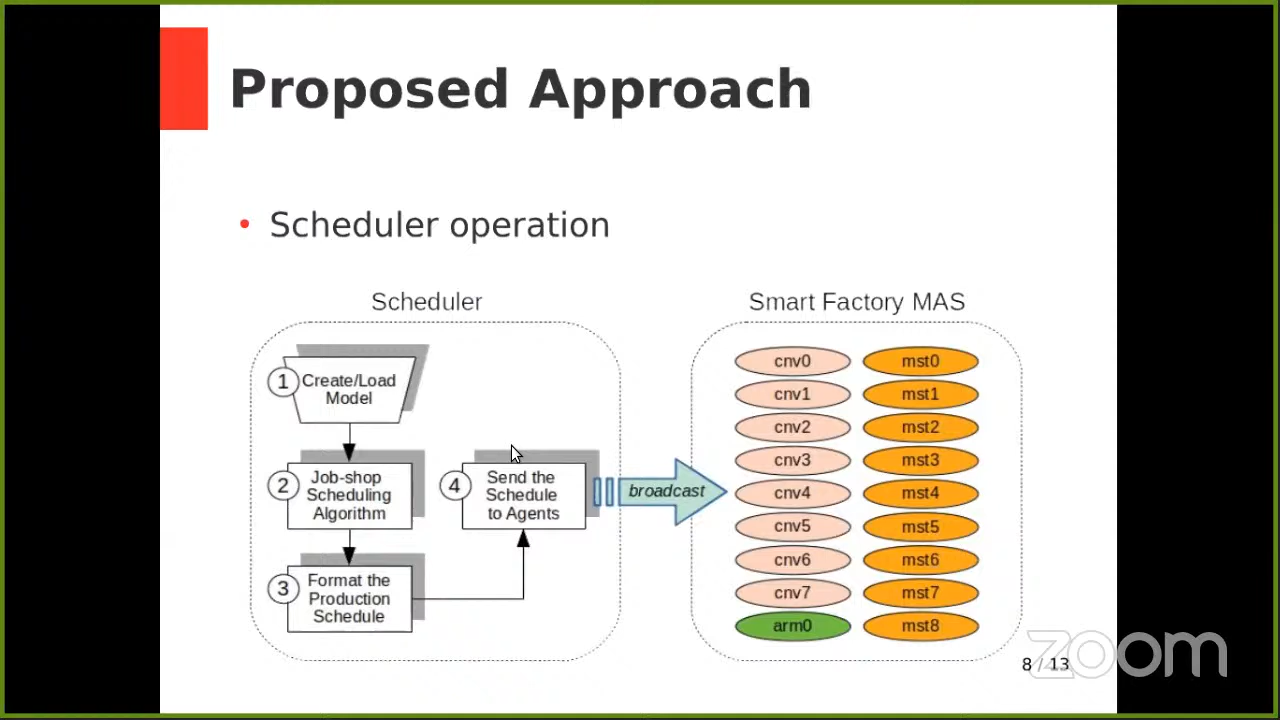 Proposed Approach
• Scheduler operation
Scheduler
1
Create/Load
Model
2
Job-shop
Scheduling
Algorithm
3
Format the
Production
Schedule
4
Send the
Schedule
to Agents
broadcast
Smart Factory MAS
cnv0 mst0
cnv1 mst1
cnv2 mst2
cnv3 mst3
cnv4 mst4
cnv5 mst5
cnv6 mst6
cnv7 mst7
arm0 mst8
8 / 13
zoom